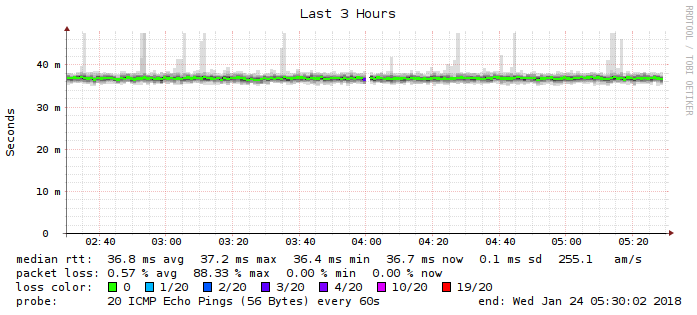 Last 3 Hours
RRDTOOL / TOBI OETIKER
Seconds
40 m
30 m
20 m
10 m
0
02:40 03:00 03:20 03:40 04:00 04:20 04:40 05:00 05:20
median rtt: 36.8 ms avg 37.2 ms max 36.4 ms min 36.7 ms now 0.1 ms sd 255.1 am/s
packet loss: 0.57 % avg 88.33 % max 0.00 % min 0.00 % now
loss color: 0 1/20 2/20 3/20 4/20 10/20 19/20
probe: 20 ICMP Echo Pings (56 Bytes) every 60s end: Wed Jan 24 05:30:02 2018